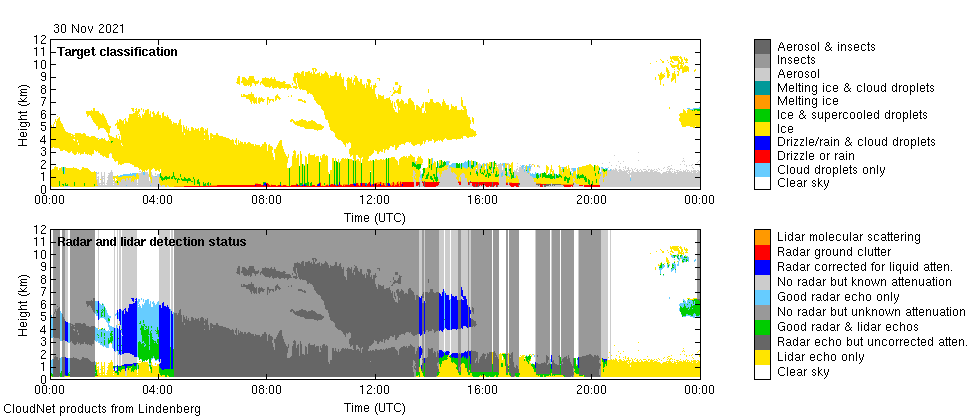 30 Nov 2021
Target classification
12
11
10
9
8
7
6
5
4
3
2
1
0
Height (km)
00:00 04:00 08:00 12:00 16:00 20:00 00:00
Time (UTC)
Aerosol & insects
Insects
Aerosol
Melting ice & cloud droplets
Melting ice
Ice & supercooled droplets
Ice
Drizzle/rain & cloud droplets
Drizzle or rain
Cloud droplets only
Clear sky
Radar and lidar detection status
12
11
10
9
8
7
6
5
4
3
2
1
0
Height (km)
00:00 04:00 08:00 12:00 16:00 20:00 00:00
Time (UTC)
Lidar molecular scattering
Radar ground clutter
Radar corrected for liquid atten.
No radar but known attenuation
Good radar echo only
No radar but unknown attenuation
Good radar & lidar echos
Radar echo but uncorrected atten.
Lidar echo only
Clear sky
CloudNet products from Lindenberg